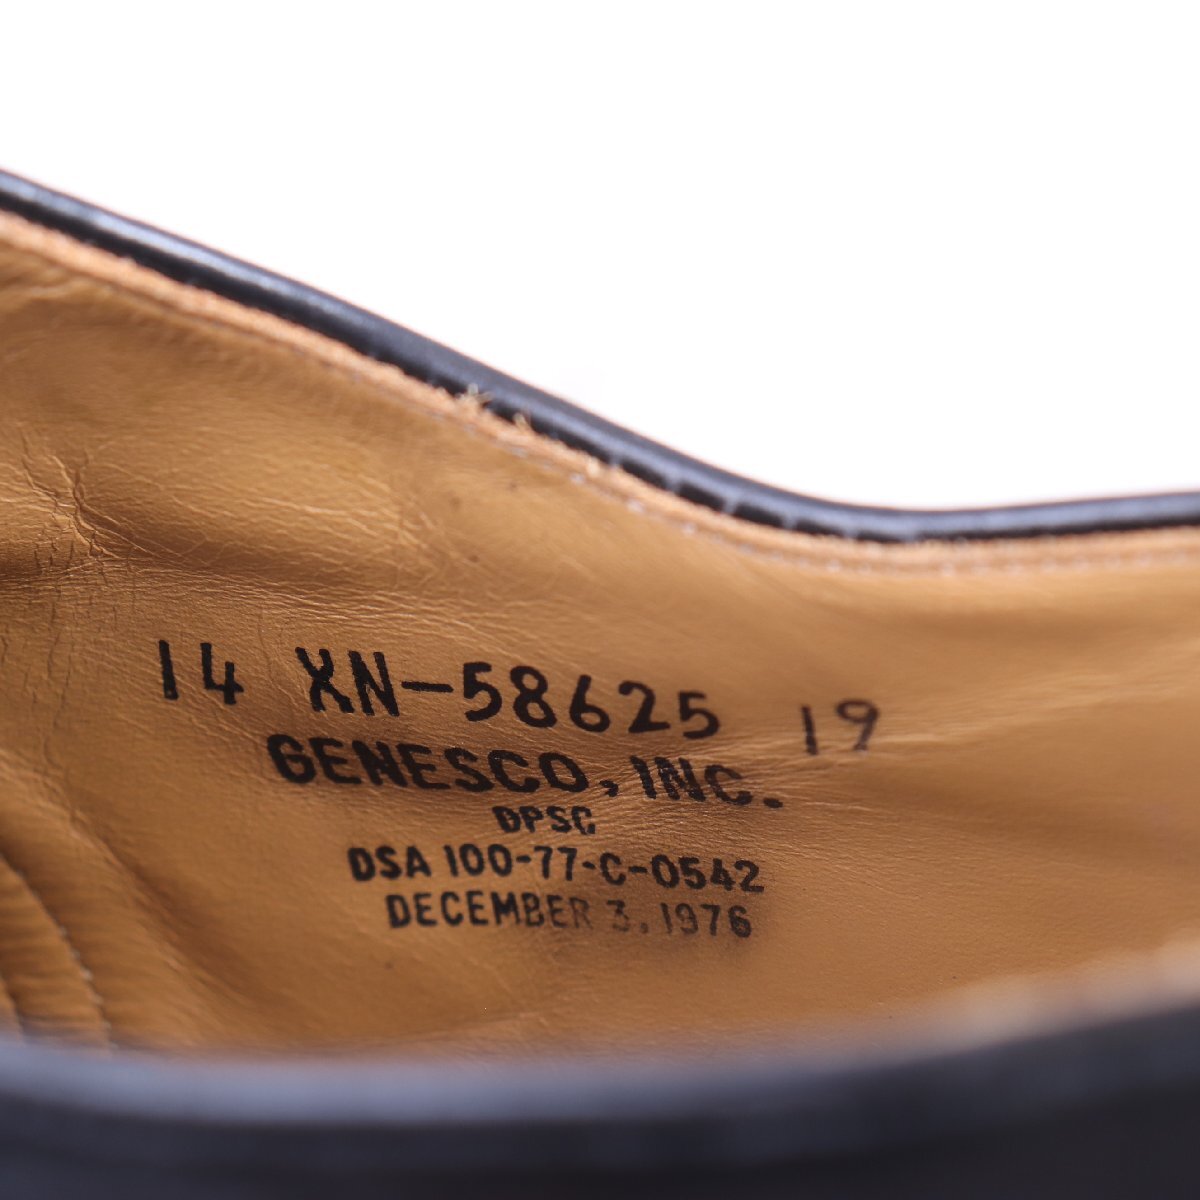 14 XN-58625 19
GENESCO, INC.
DPSC
DSA 100-77-C-0542
DECEMBER 3, 1976